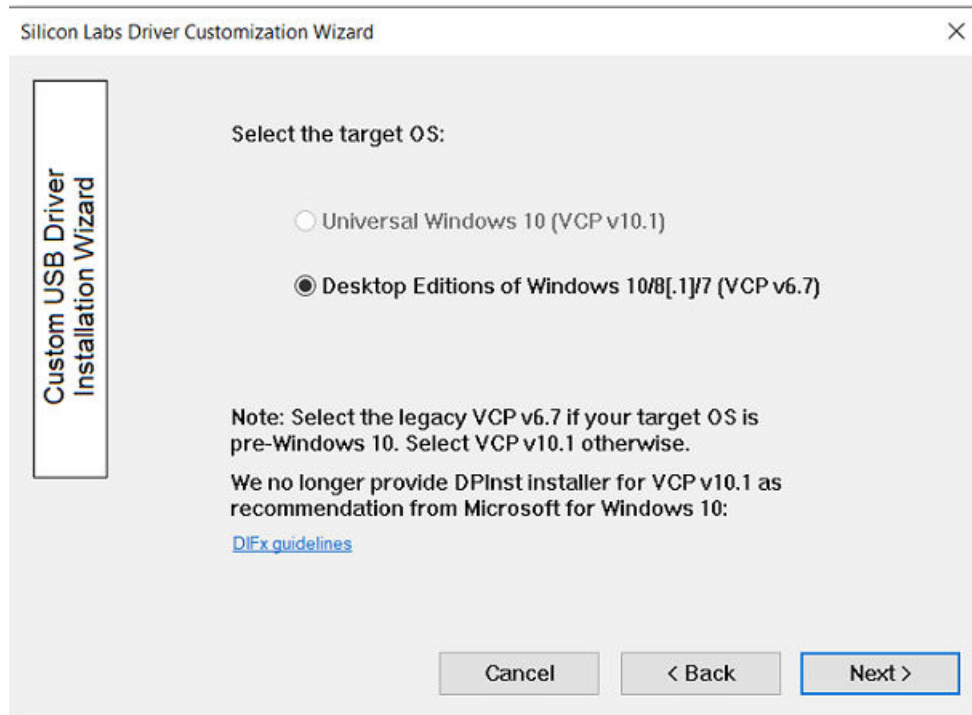 Silicon Labs Driver Customization Wizard
Custom USB Driver
Installation Wizard
Select the target OS:
Universal Windows 10 (VCP v10.1)
Desktop Editions of Windows 10/8[.1]/7 (VCP v6.7)
Note: Select the legacy VCP v6.7 if your target OS is
pre-Windows 10. Select VCP v10.1 otherwise.
We no longer provide DPInst installer for VCP v10.1 as
recommendation from Microsoft for Windows 10:
DIFx guidelines
Cancel
< Back
Next >